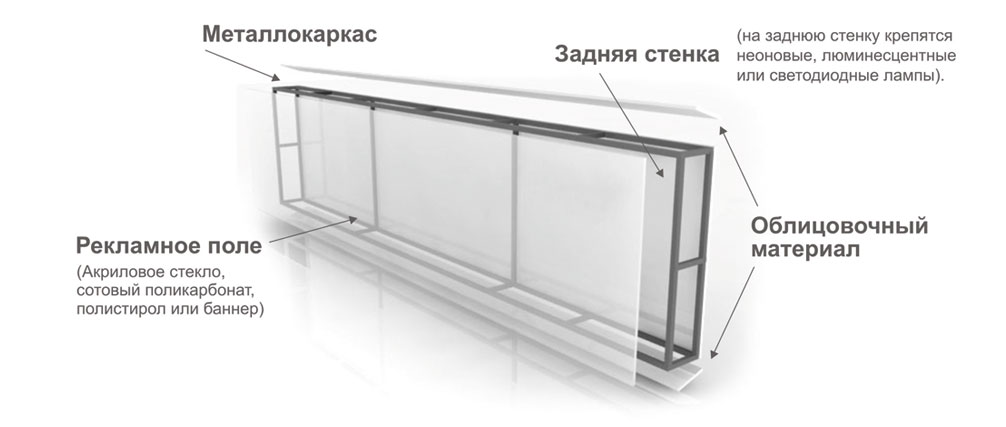 Металлокаркас
Задняя стенка
(на заднюю стенку крепятся
неоновые, люминесцентные
или светодиодные лампы).
Облицовочный
материал
Рекламное поле
(Акриловое стекло,
сотовый поликарбонат,
полистирол или баннер)